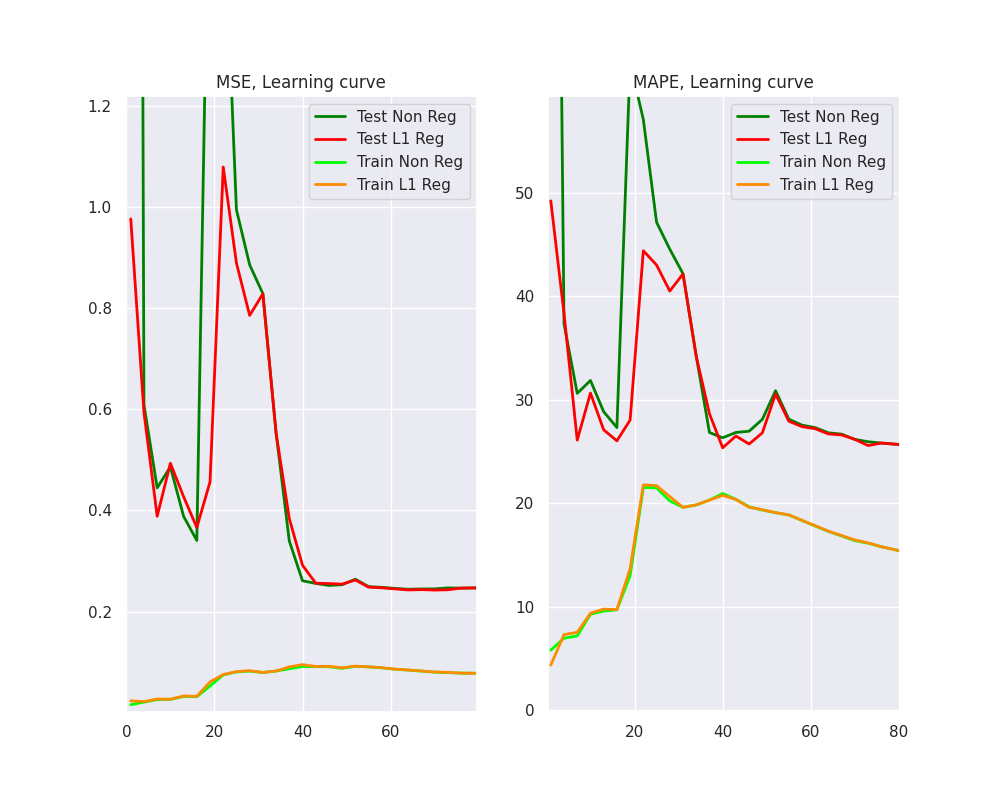 MSE, Learning curve
1.2
1.0
0.8
0.6
0.4
0.2
0 20 40 60
Test Non Reg
Test L1 Reg
Train Non Reg
Train L1 Reg
MAPE, Learning curve
50
40
30
20
10
0
20 40 60 80
Test Non Reg
Test L1 Reg
Train Non Reg
Train L1 Reg